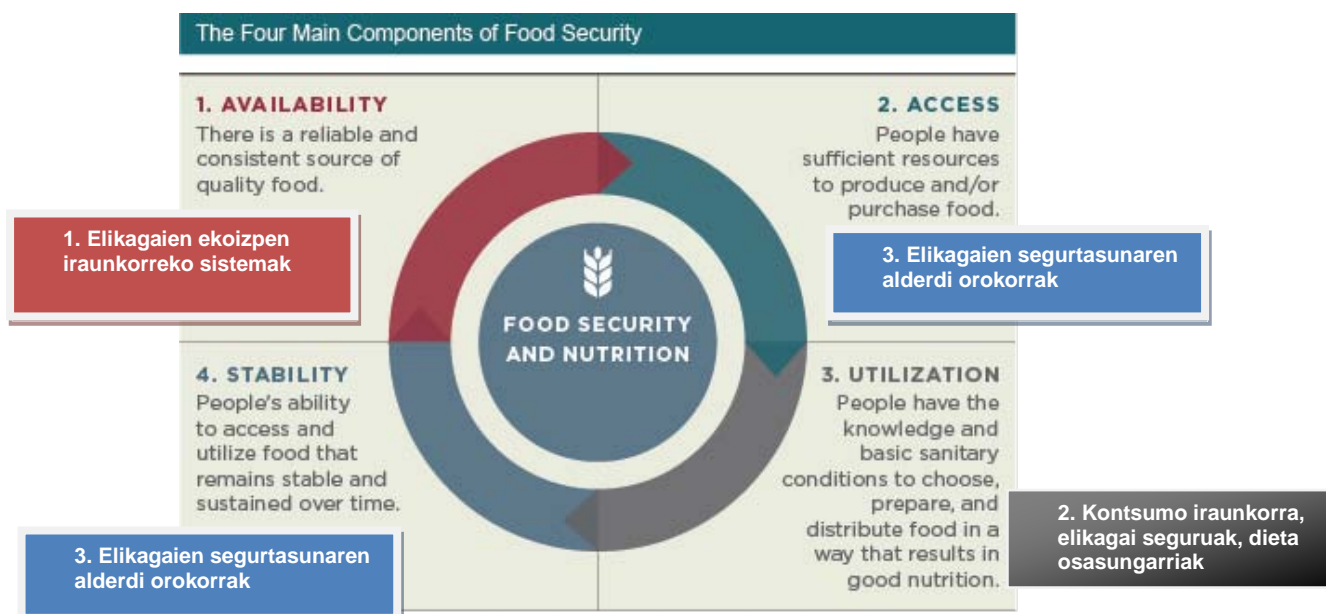 The Four Main Components of Food Security
1. AVAILABILITY
There is a reliable and
consistent source of
quality food.
1. Elikagaien ekoizpen
iraunkorreko sistemak
2. ACCESS
People have
sufficient resources
to produce and/or
purchase food.
3. Elikagaien segurtasunaren
alderdi orokorrak
FOOD SECURITY
AND NUTRITION
4. STABILITY
People's ability
to access and
utilize food that
remains stable and
sustained over time.
3. Elikagaien segurtasunaren
alderdi orokorrak
3. UTILIZATION
People have the
knowledge and
basic sanitary
conditions to choose,
prepare, and
distribute food in a
way that results in
good nutrition.
2. Kontsumo iraunkorra,
elikagai seguruak, dieta
osasungarriak